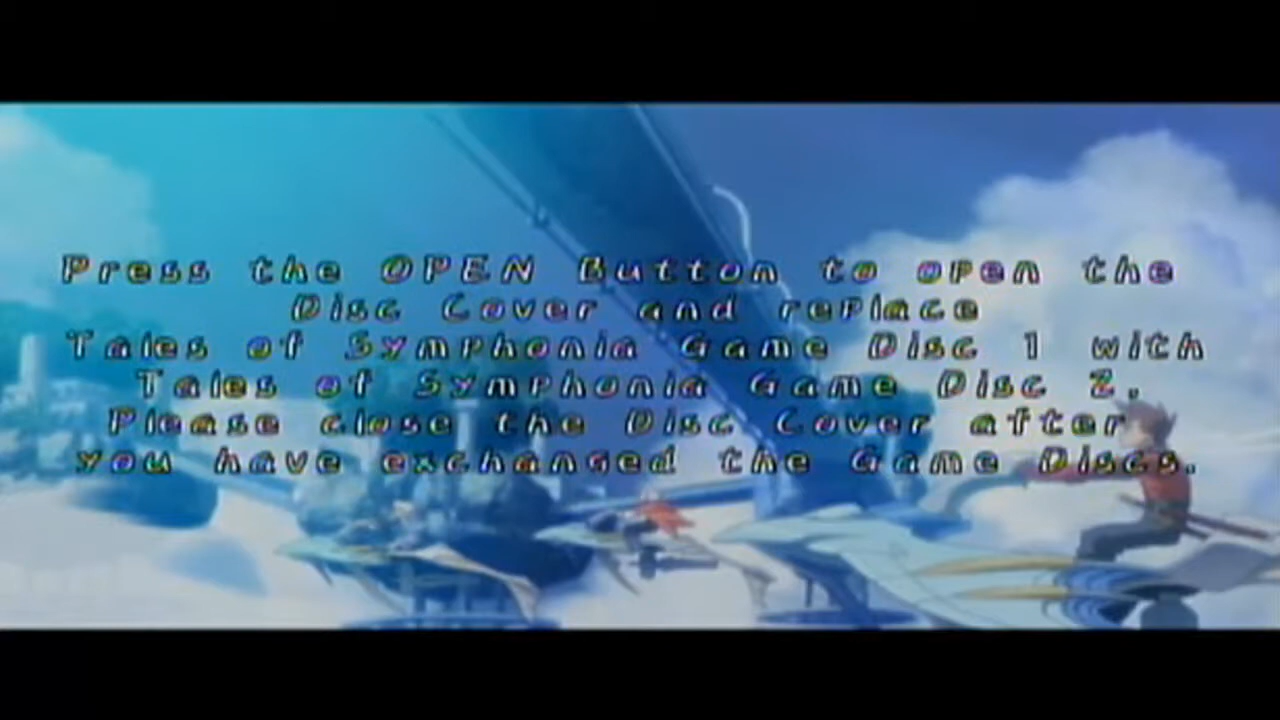 Press the OPEN Button to open the
Disc Cover and replace
Tales of Symphonia Game Disc 1 with
Tales of Symphonia Game Disc 2.
Please close the Disc Cover after
you have exchanged the Game Discs.